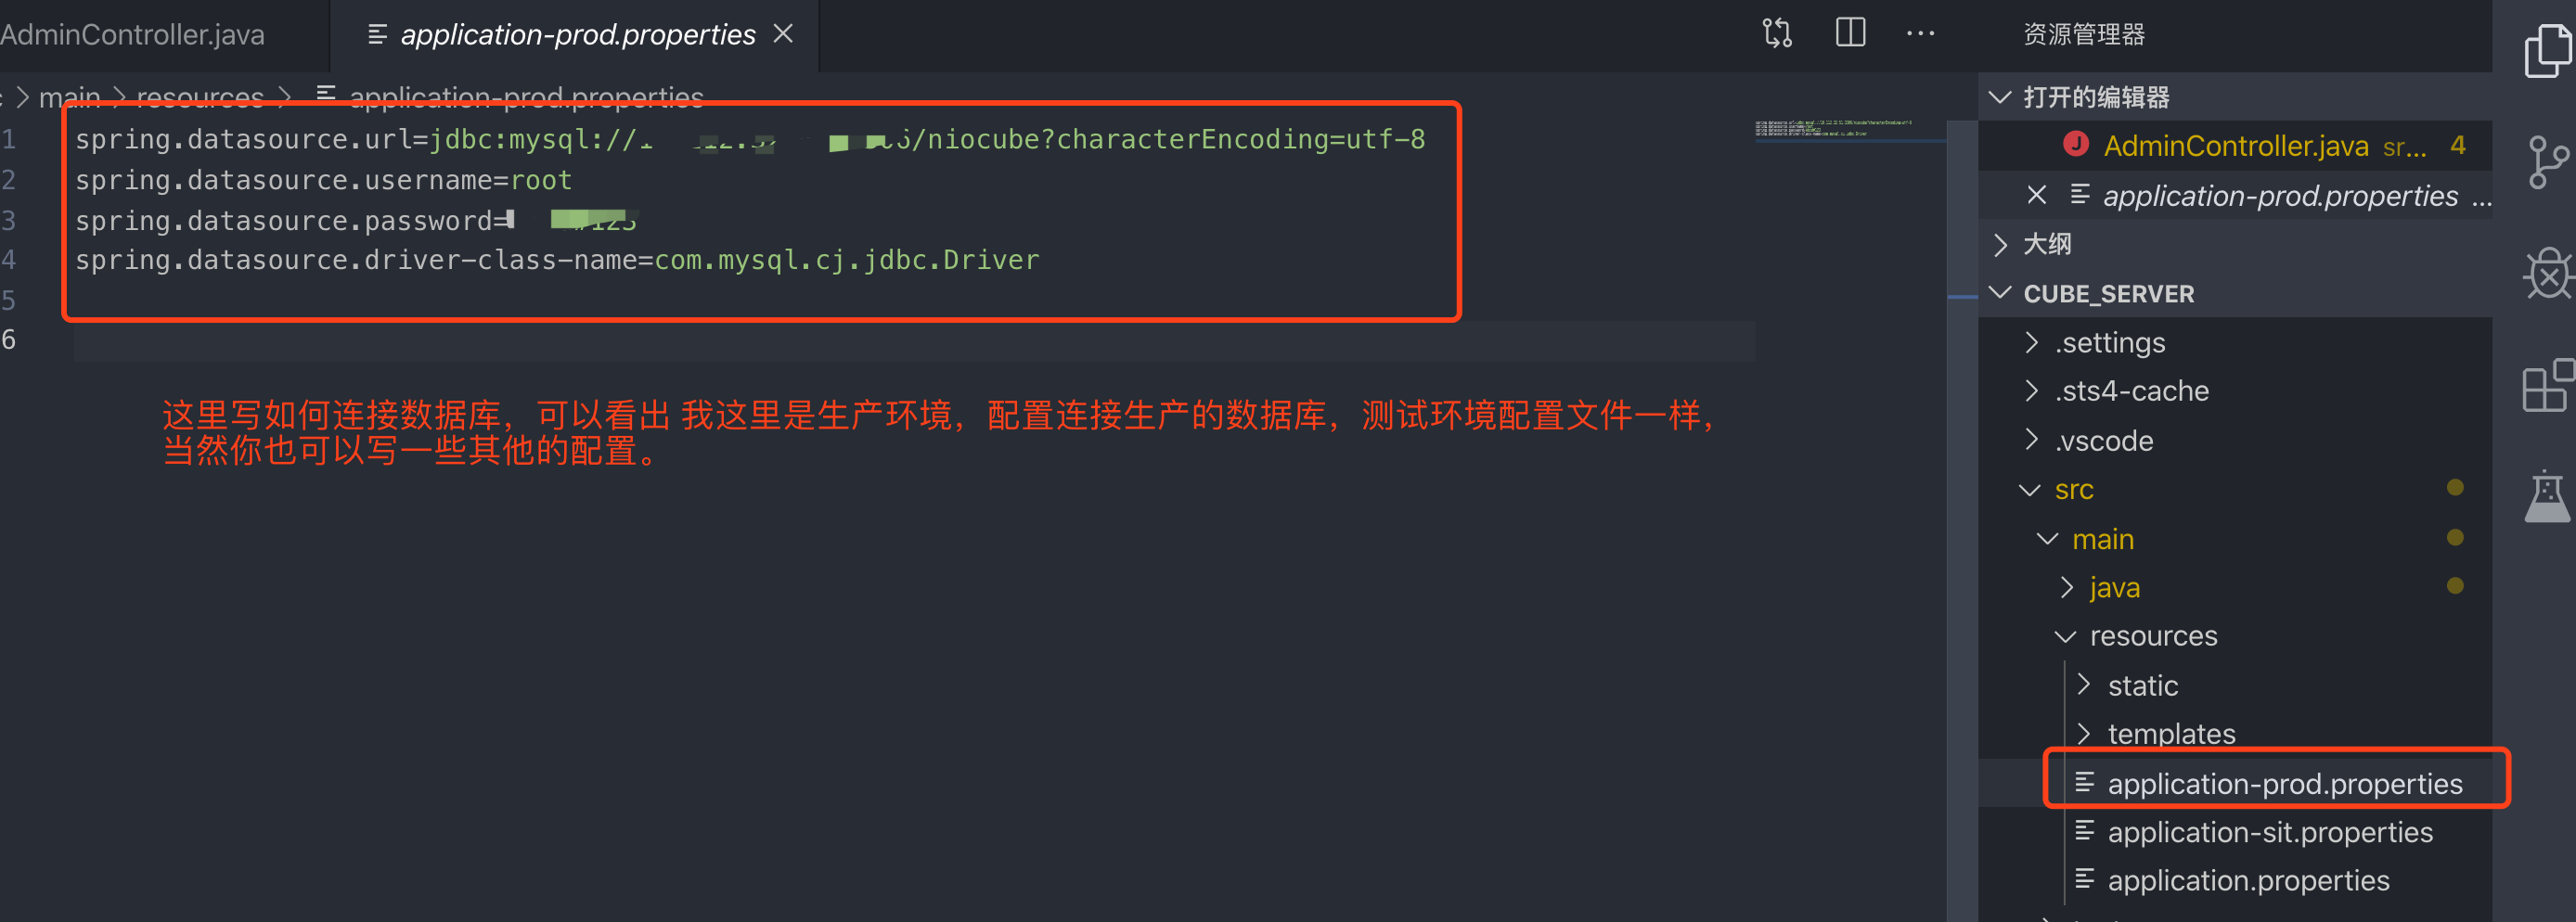 AdminController.java
application-prod.properties
资源管理器
main > resources > application-prod.properties
打开的编辑器
AdminController.java sr... 4
application-prod.properties ...
大纲
CUBE_SERVER
.settings
.sts4-cache
.vscode
src
main
java
resources
static
templates
application-prod.properties
application-sit.properties
application.properties
1 spring.datasource.url=jdbc:mysql:// /niocube?characterEncoding=utf-8
2 spring.datasource.username=root
3 spring.datasource.password=
4 spring.datasource.driver-class-name=com.mysql.cj.jdbc.Driver
5
6
这里写如何连接数据库，可以看出 我这里是生产环境，配置连接生产的数据库，测试环境配置文件一样，
当然你也可以写一些其他的配置。